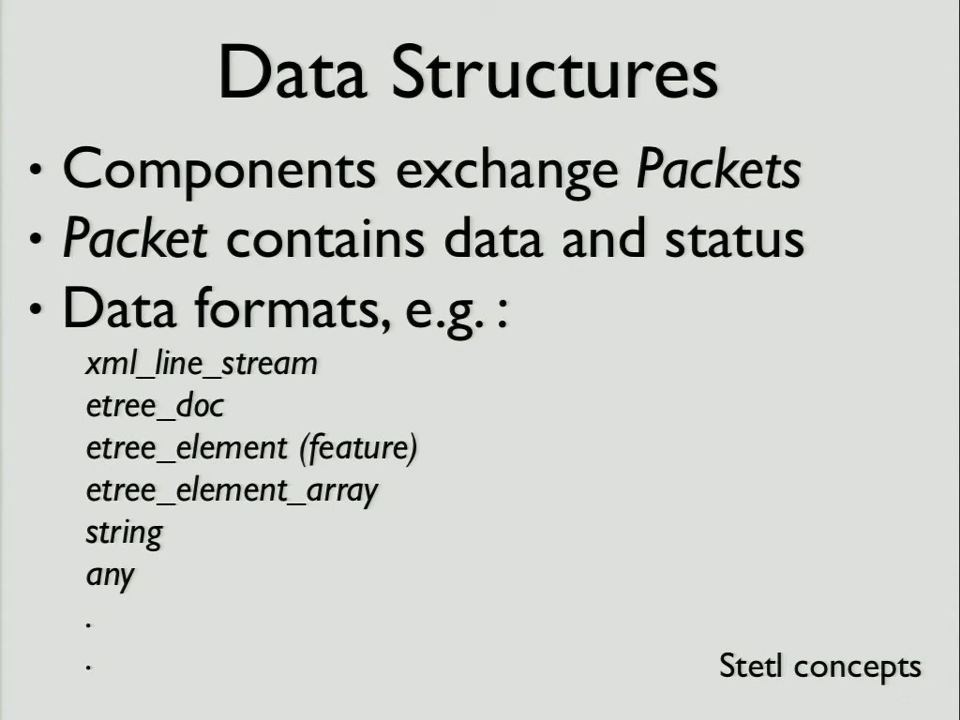 Data Structures
• Components exchange Packets
• Packet contains data and status
• Data formats, e.g. :
xml_line_stream
etree_doc
etree_element (feature)
etree_element_array
string
any
.
.
Stetl concepts